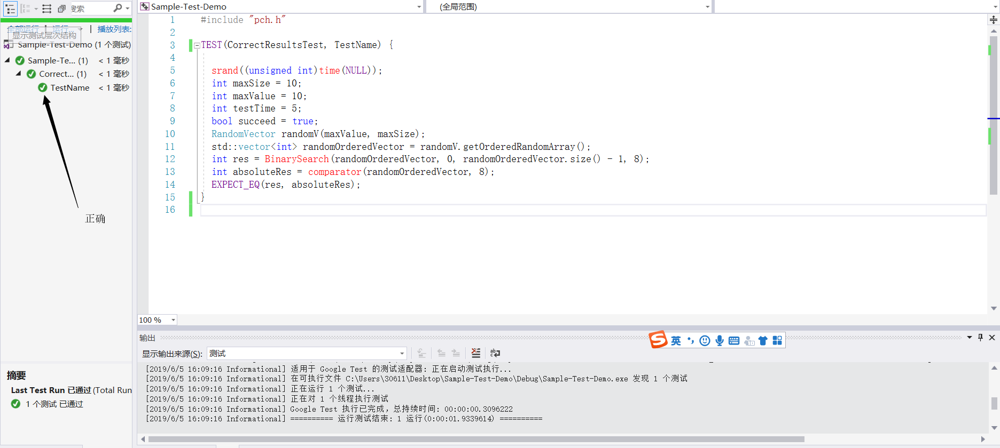 搜索
全部运行 | 运行 | 播放列表:
显示测试层次结构
Sample-Test-Demo (1 个测试)
Sample-Te... (1) < 1 毫秒
Correct... (1) < 1 毫秒
TestName < 1 毫秒
正确
摘要
Last Test Run 已通过 (Total Run
1 个测试 已通过
Sample-Test-Demo (全局范围)
1 #include "pch.h"
2
3 TEST(CorrectResultsTest, TestName) {
4
5 srand((unsigned int)time(NULL));
6 int maxSize = 10;
7 int maxValue = 10;
8 int testTime = 5;
9 bool succeed = true;
10 RandomVector randomV(maxValue, maxSize);
11 std::vector<int> randomOrderedVector = randomV.getOrderedRandomArray();
12 int res = BinarySearch(randomOrderedVector, 0, randomOrderedVector.size() - 1, 8);
13 int absoluteRes = comparator(randomOrderedVector, 8);
14 EXPECT_EQ(res, absoluteRes);
15 }
16
100 %
输出
S 英
显示输出来源(S): 测试
[2019/6/5 16:09:16 Informational] 适用于 Google Test 的测试适配器: 正在启动测试执行...
[2019/6/5 16:09:16 Informational] 在可执行文件 C:\Users\30611\Desktop\Sample-Test-Demo\Debug\Sample-Test-Demo.exe 发现 1 个测试
[2019/6/5 16:09:16 Informational] 正在运行 1 个测试...
[2019/6/5 16:09:16 Informational] 正在对 1 个线程执行测试
[2019/6/5 16:09:16 Informational] Google Test 执行已完成，总持续时间: 00:00:00.3096222
[2019/6/5 16:09:16 Informational] ========== 运行测试结束: 1 运行(0:00:01.9339614) ==========